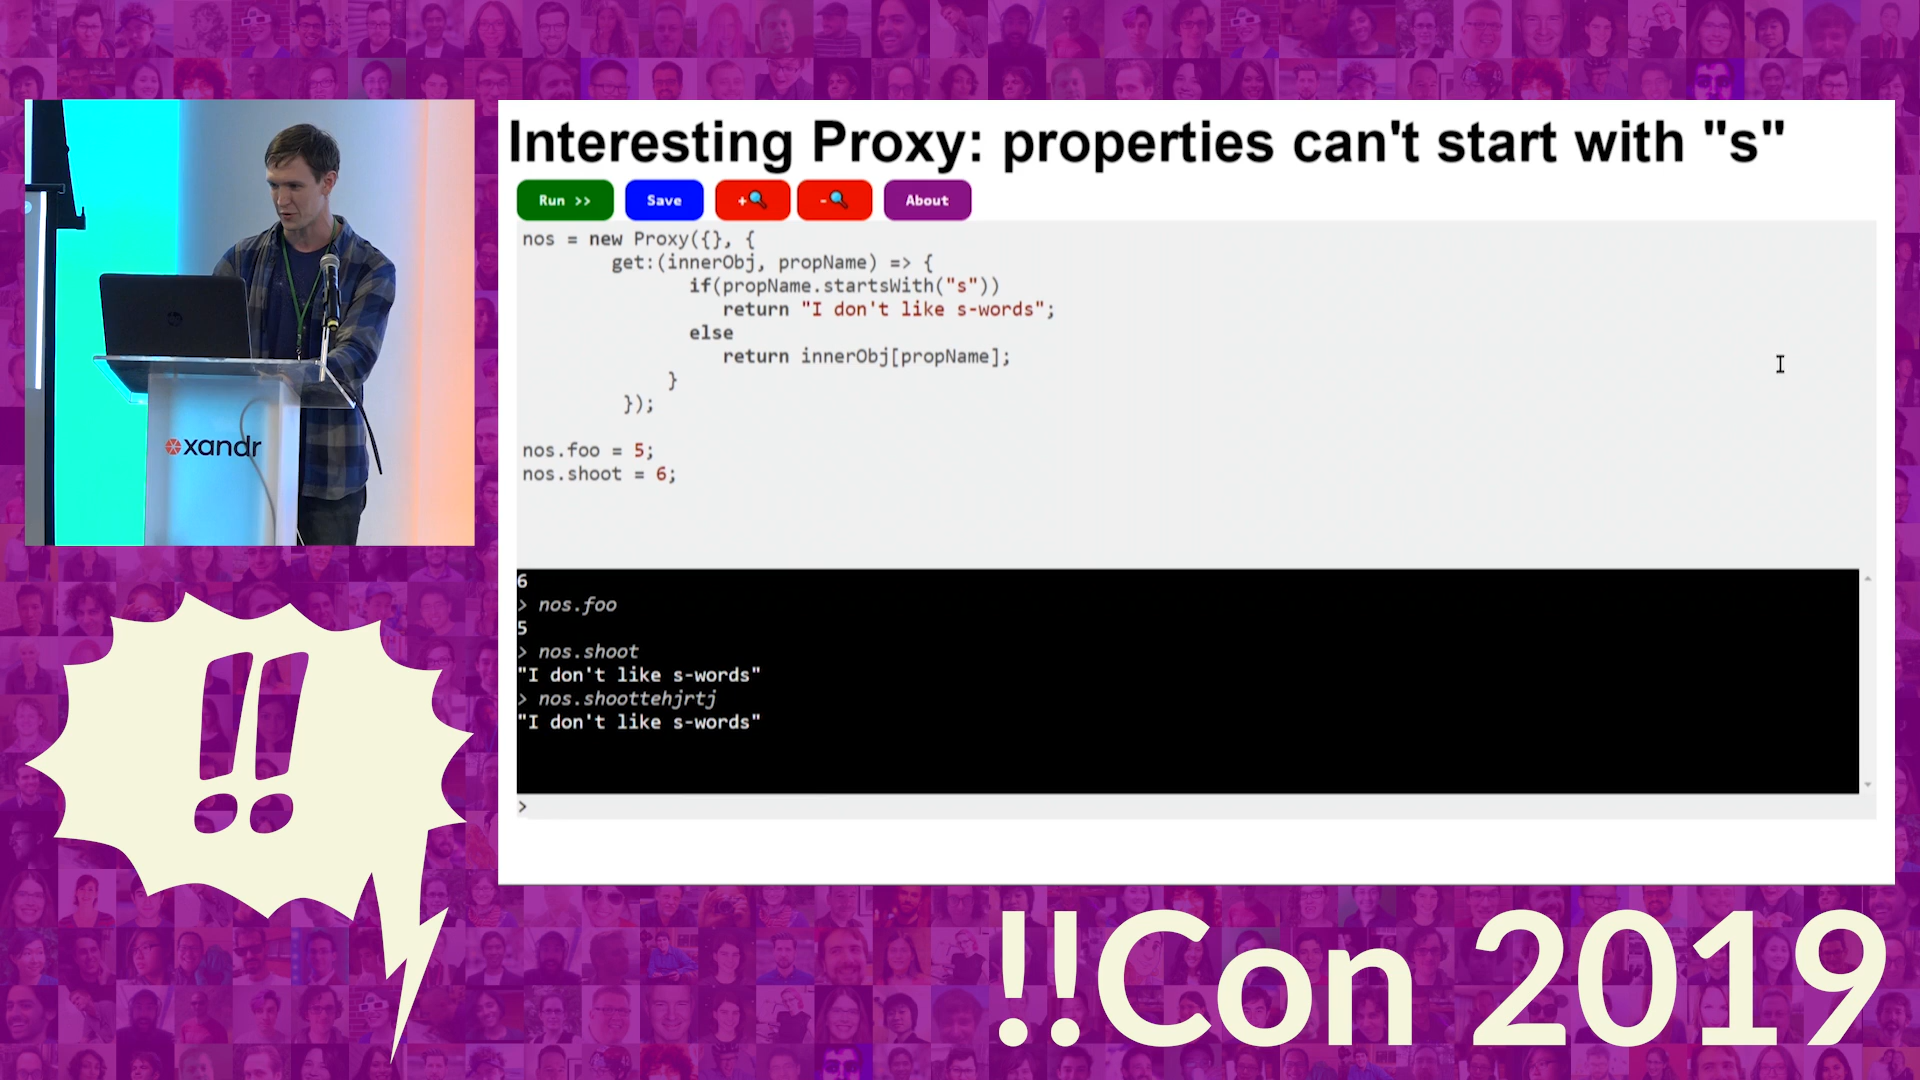 Interesting Proxy: properties can't start with "s"
Run >>
Save
+
-
About
nos = new Proxy({}, {
get:(innerObj, propName) => {
if(propName.startsWith("s"))
return "I don't like s-words";
else
return innerObj[propName];
}
});
nos.foo = 5;
nos.shoot = 6;
6
> nos.foo
5
> nos.shoot
"I don't like s-words"
> nos.shoottehjrtj
"I don't like s-words"
>
xandr
!!
!!Con 2019